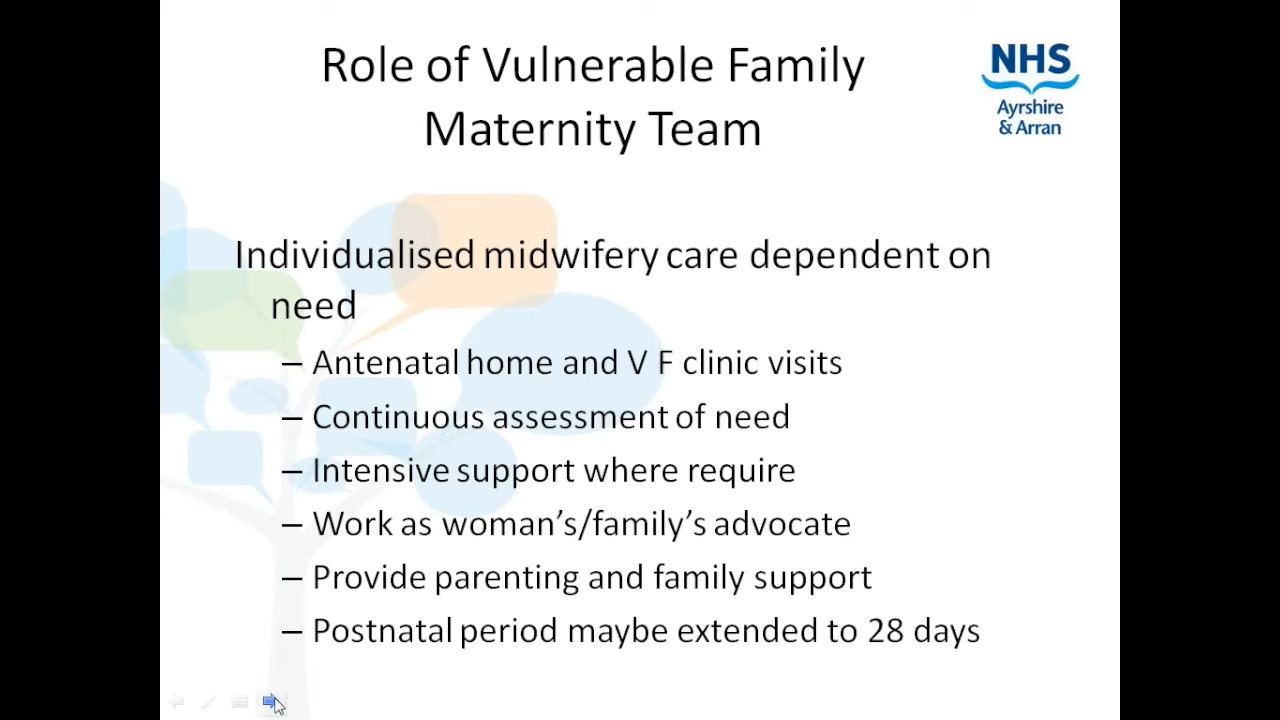 Role of Vulnerable Family
Maternity Team
NHS
Ayrshire
& Arran
Individualised midwifery care dependent on
need
– Antenatal home and V F clinic visits
– Continuous assessment of need
– Intensive support where require
– Work as woman’s/family’s advocate
– Provide parenting and family support
– Postnatal period maybe extended to 28 days